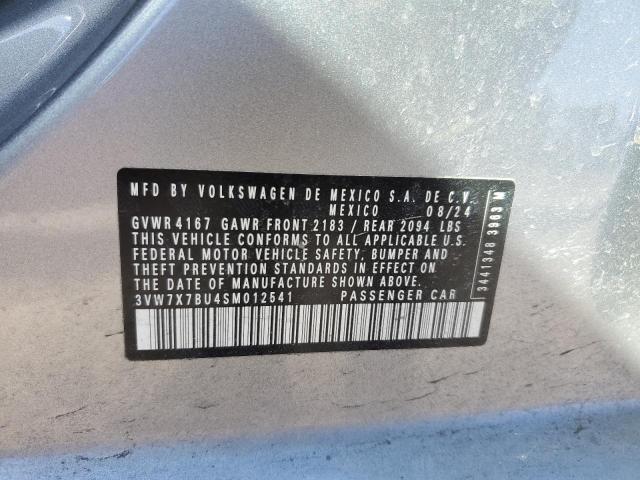 MFD BY VOLKSWAGEN DE MEXICO S.A. DE C.V.
MEXICO 08/24
GVWR 4167 GAWR FRONT 2183 / REAR 2094 LBS
THIS VEHICLE CONFORMS TO ALL APPLICABLE U.S.
FEDERAL MOTOR VEHICLE SAFETY, BUMPER AND
THEFT PREVENTION STANDARDS IN EFFECT ON THE
DATE OF MANUFACTURE SHOWN ABOVE.
3VW7X7BU4SM012541 PASSENGER CAR
3441348 3963 M